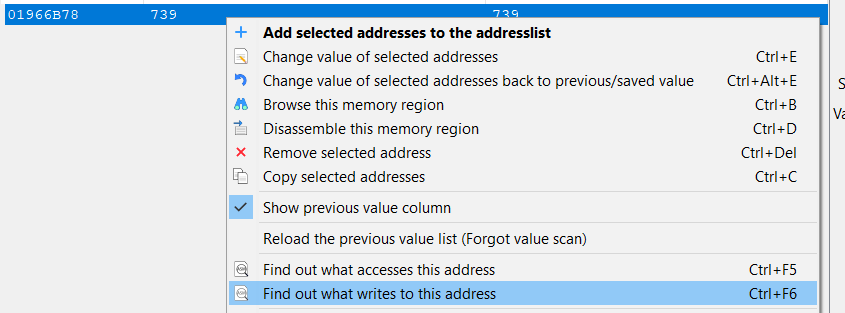 01966B78 739 739
Add selected addresses to the addresslist
Change value of selected addresses Ctrl+E
Change value of selected addresses back to previous/saved value Ctrl+Alt+E
Browse this memory region Ctrl+B
Disassemble this memory region Ctrl+D
Remove selected address Ctrl+Del
Copy selected addresses Ctrl+C
Show previous value column
Reload the previous value list (Forgot value scan)
Find out what accesses this address Ctrl+F5
Find out what writes to this address Ctrl+F6